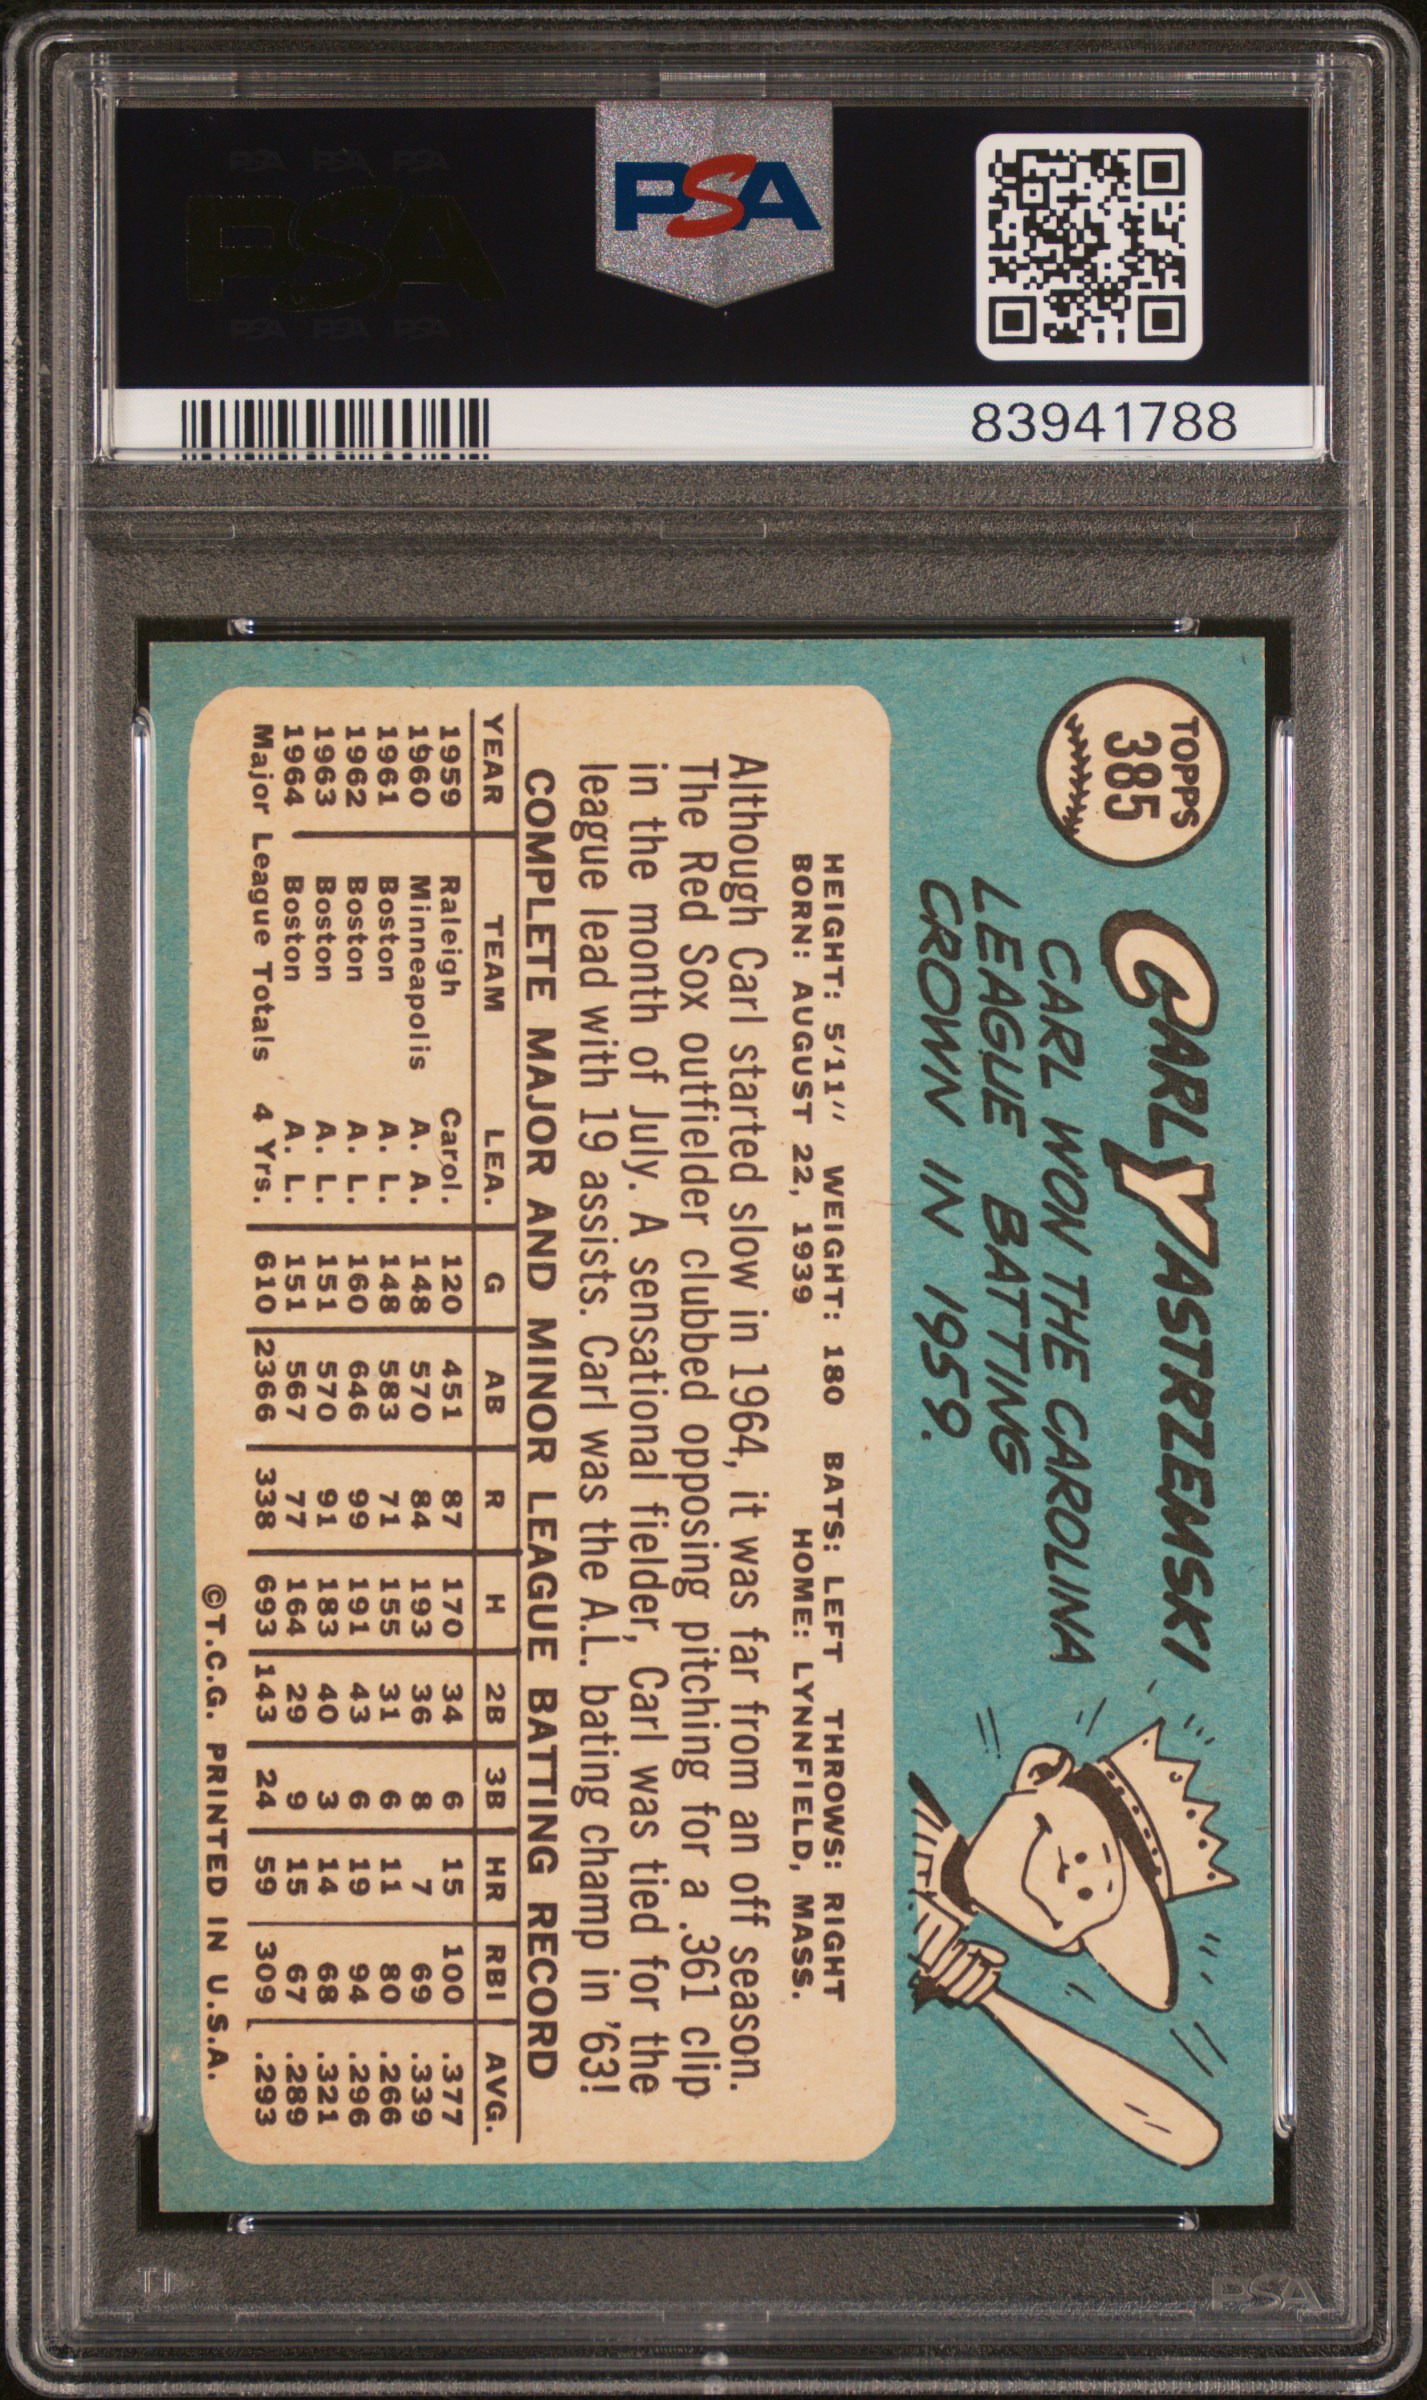 PSA PSA PSA
PSA
PSA PSA PSA
PSA
83941788
TOPPS
385
CARL YASTRZEMSKI
CARL WON THE CAROLINA
LEAGUE BATTING
CROWN IN 1959.
HEIGHT: 5'11" WEIGHT: 180 BATS: LEFT THROWS: RIGHT
BORN: AUGUST 22, 1939 HOME: LYNNFIELD, MASS.
Although Carl started slow in 1964, it was far from an off season.
The Red Sox outfielder clubbed opposing pitching for a .361 clip
in the month of July. A sensational fielder, Carl was tied for the
league lead with 19 assists. Carl was the A.L. bating champ in '63!
COMPLETE MAJOR AND MINOR LEAGUE BATTING RECORD
YEAR TEAM LEA. G AB R H 2B 3B HR RBI AVG.
1959 Raleigh Carol. 120 451 87 170 34 6 15 100 .377
1960 Minneapolis A. A. 148 570 84 193 36 8 7 69 .339
1961 Boston A. L. 148 583 71 155 31 6 11 80 .266
1962 Boston A. L. 160 646 99 191 43 6 19 94 .296
1963 Boston A. L. 151 570 91 183 40 3 14 68 .321
1964 Boston A. L. 151 567 77 164 29 9 15 67 .289
Major League Totals 4 Yrs. 610 2366 338 693 143 24 59 309 .293
©T.C.G. PRINTED IN U.S.A.
PSA